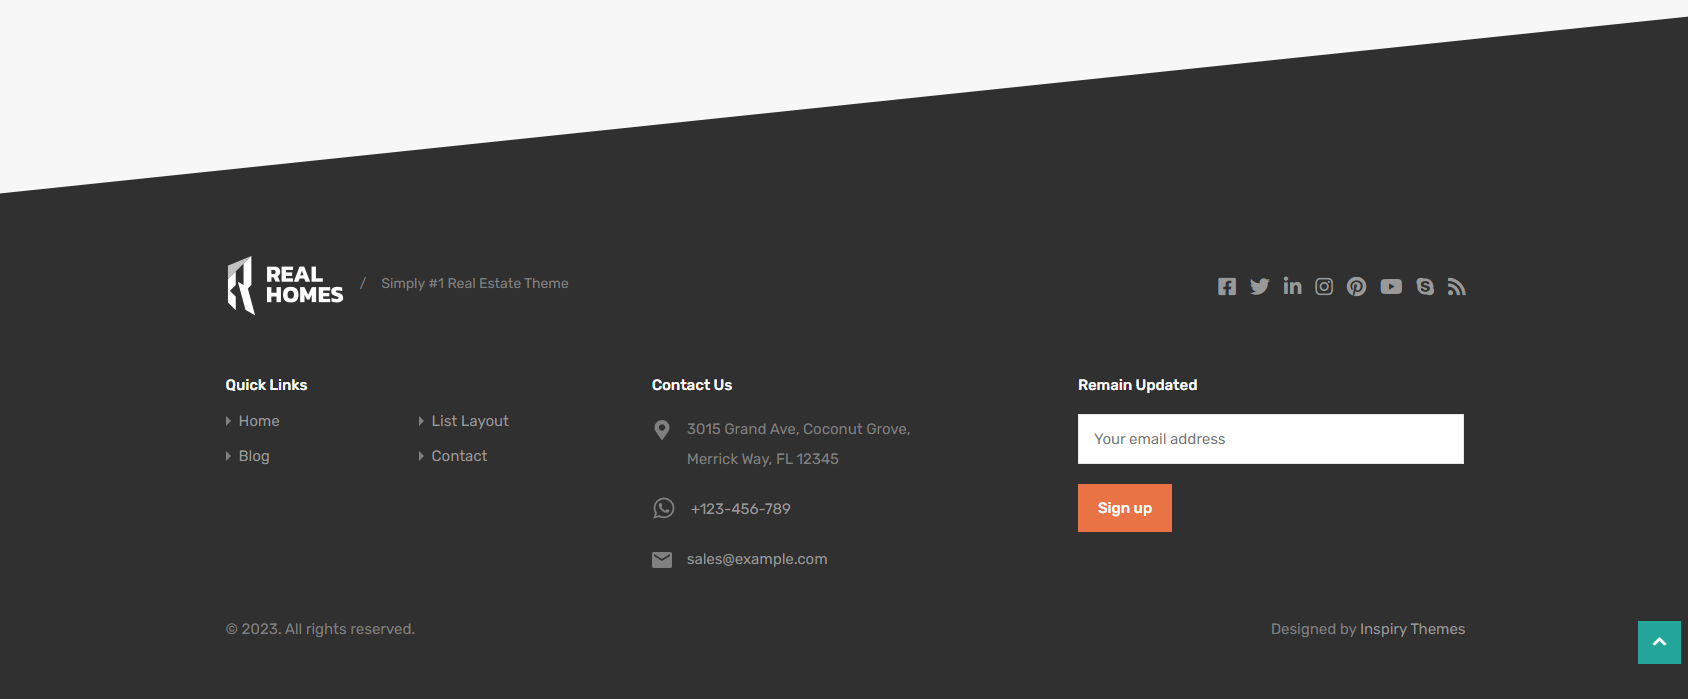 REAL
HOMES
/ Simply #1 Real Estate Theme
Quick Links
Home
List Layout
Blog
Contact
Contact Us
3015 Grand Ave, Coconut Grove,
Merrick Way, FL 12345
+123-456-789
sales@example.com
Remain Updated
Your email address
Sign up
© 2023. All rights reserved.
Designed by Inspiry Themes